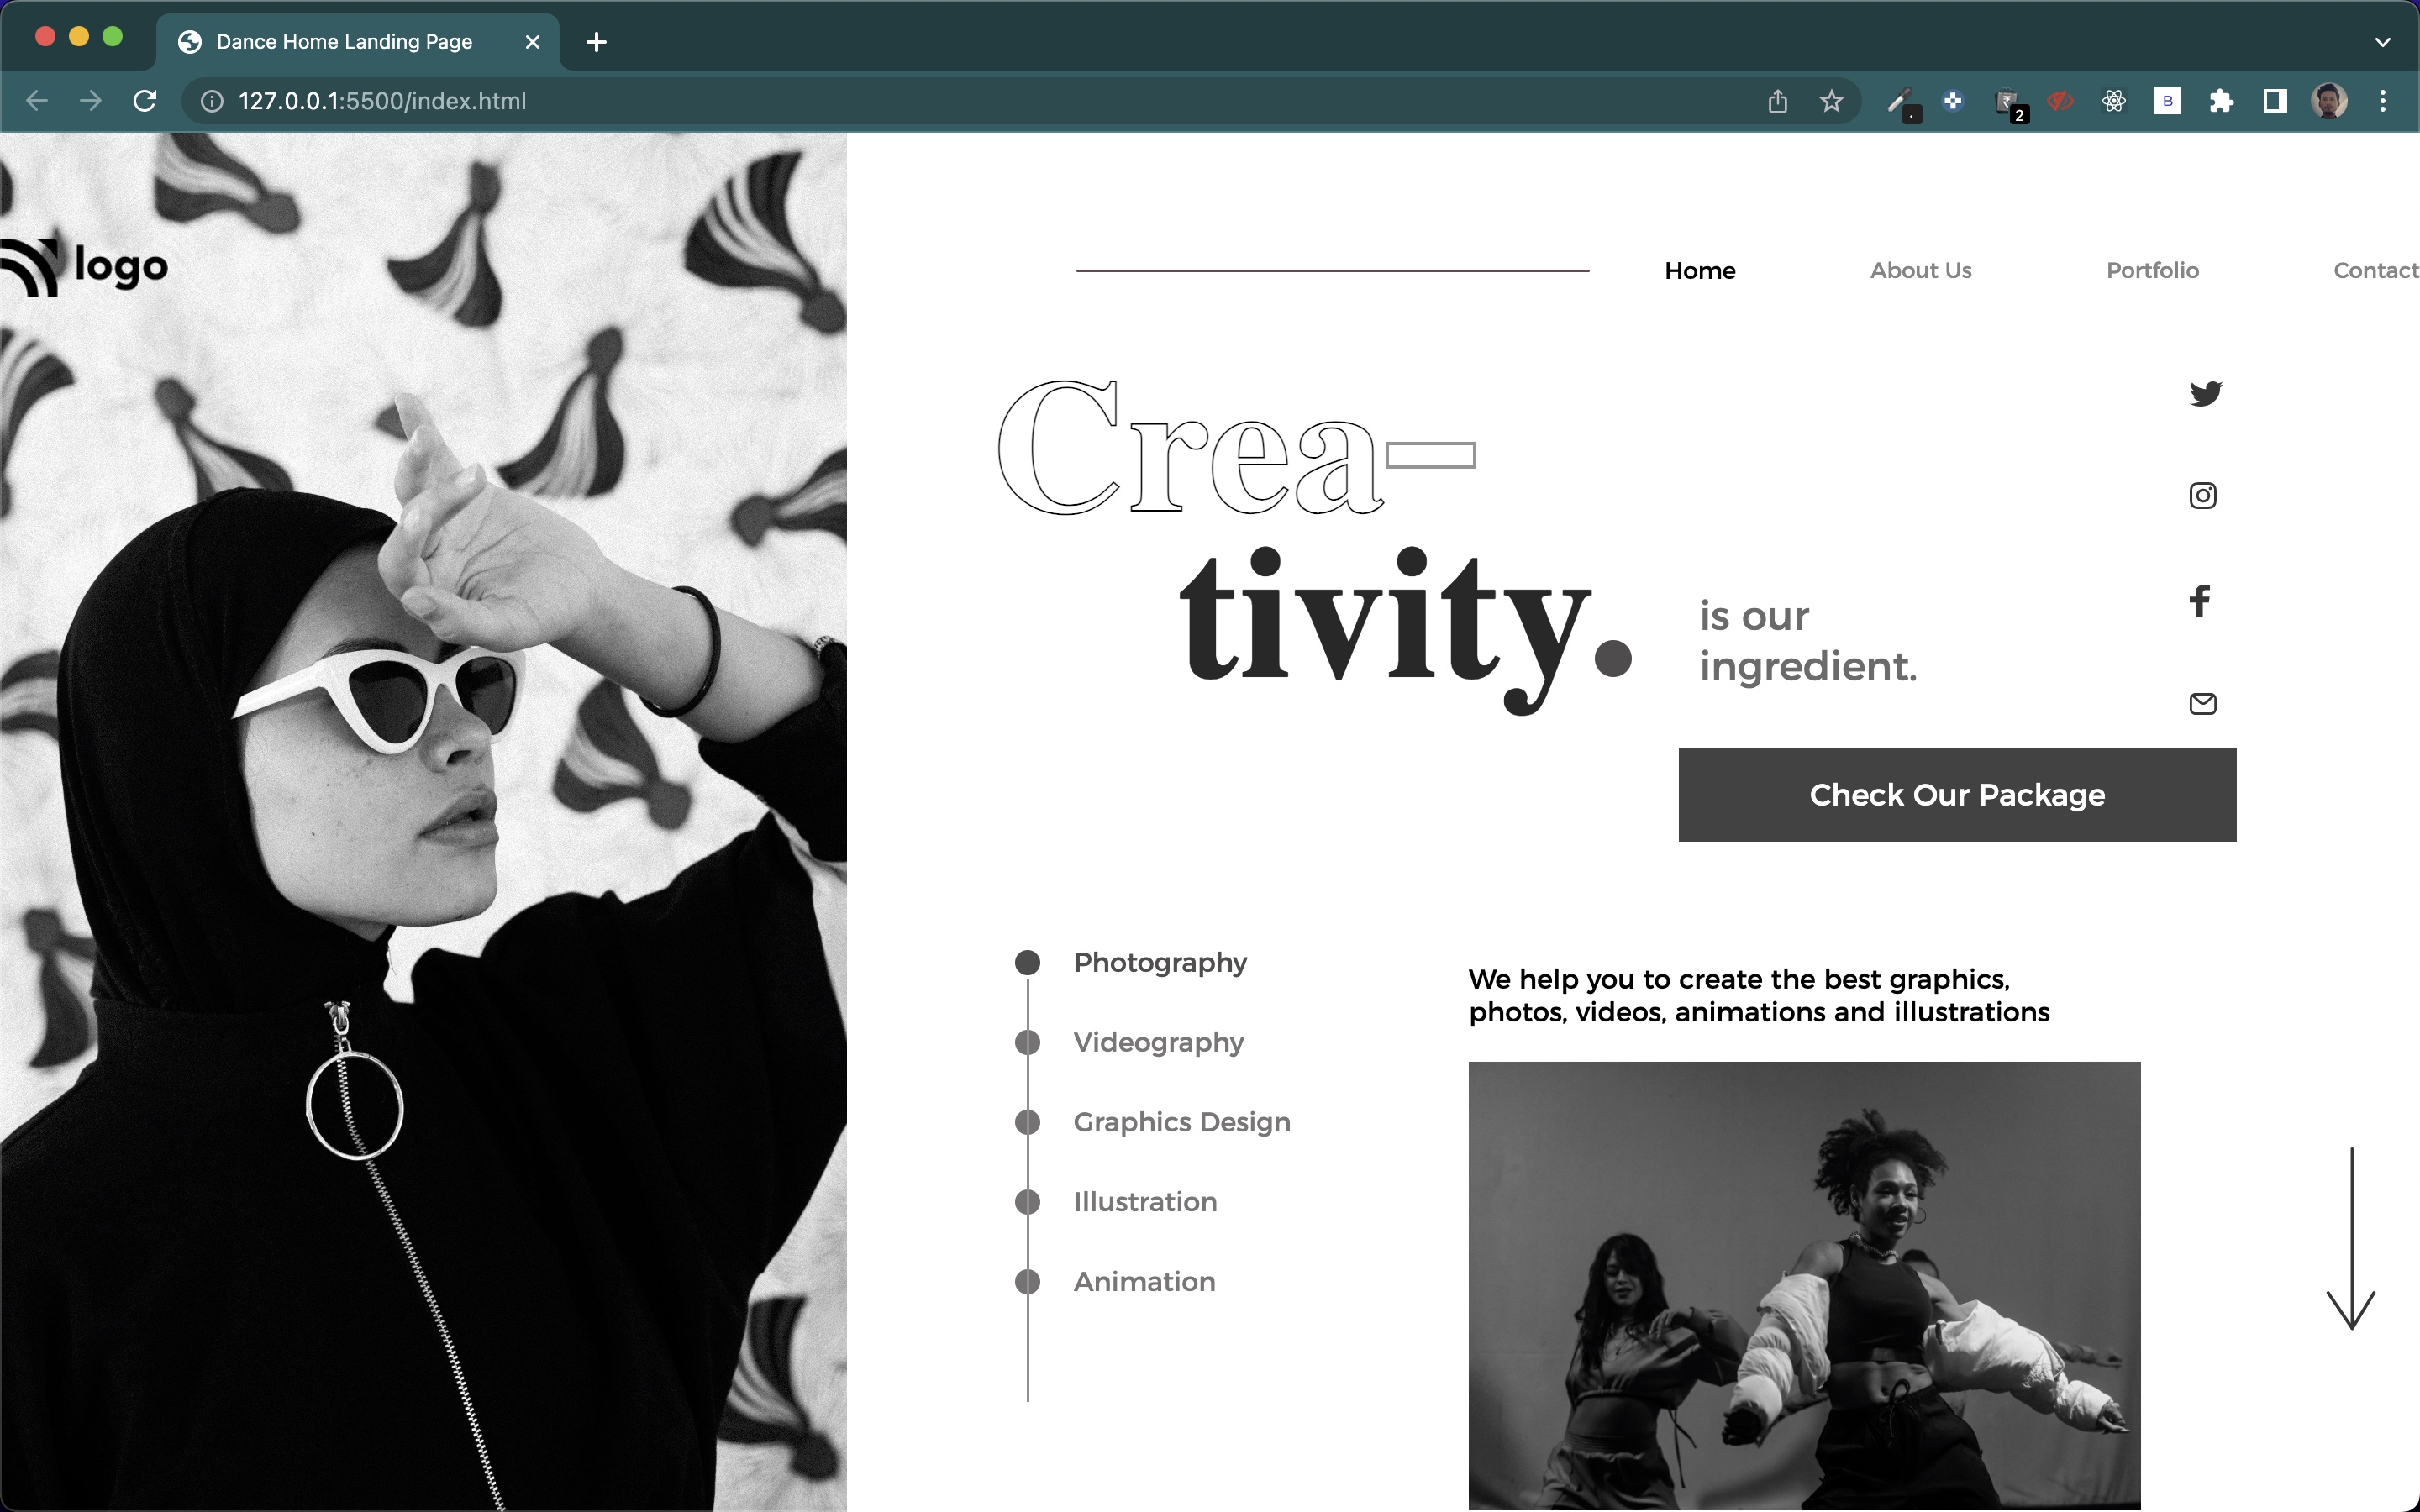 Dance Home Landing Page
127.0.0.1:5500/index.html
2
B
logo
Home About Us Portfolio Contact
Crea-
tivity.
is our
ingredient.
Check Our Package
Photography
Videography
Graphics Design
Illustration
Animation
We help you to create the best graphics,
photos, videos, animations and illustrations